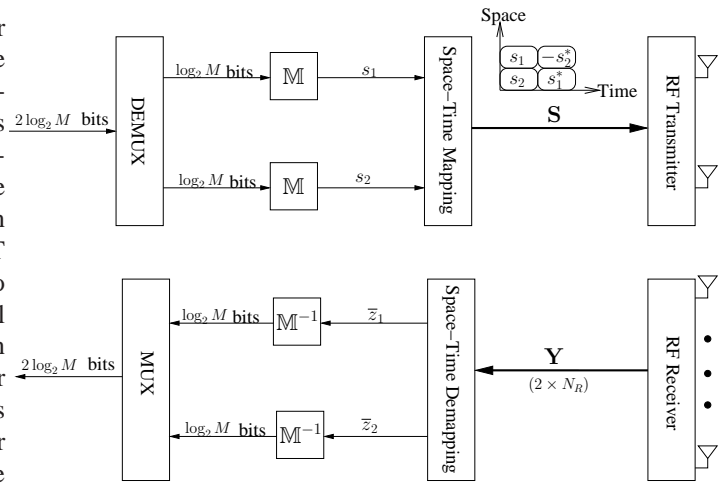 r
e
-
s
-
e
n
T
o
l
n
r
s
r
e
2 log₂ M bits
DEMUX
log₂ M bits
𝕄
s₁
log₂ M bits
𝕄
s₂
Space−Time Mapping
Space
s₁ −s₂*
s₂ s₁*
Time
S
RF Transmitter
2 log₂ M bits
MUX
log₂ M bits
𝕄⁻¹
z̅₁
log₂ M bits
𝕄⁻¹
z̅₂
Space−Time Demapping
Y
(2 × N_R)
RF Receiver